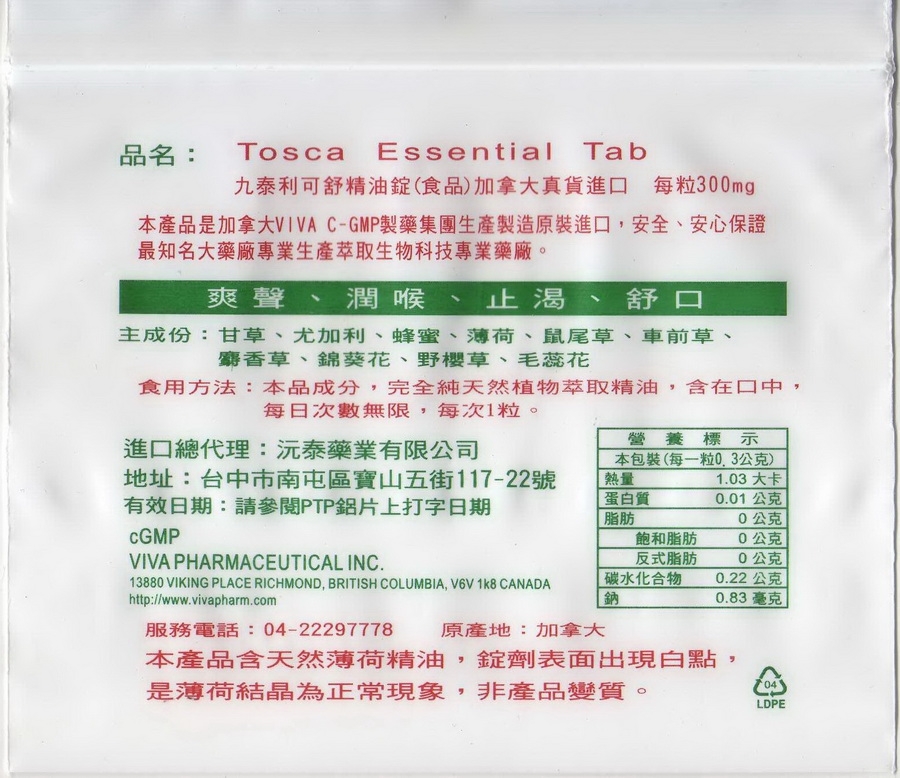 品名： Tosca Essential Tab
九泰利可舒精油錠(食品)加拿大真貨進口 每粒300mg
本產品是加拿大VIVA C-GMP製藥集團生產製造原裝進口，安全、安心保證
最知名大藥廠專業生產萃取生物科技專業藥廠。
爽聲、潤喉、止渴、舒口
主成份：甘草、尤加利、蜂蜜、薄荷、鼠尾草、車前草、
麝香草、錦葵花、野櫻草、毛蕊花
食用方法：本品成分，完全純天然植物萃取精油，含在口中，
每日次數無限，每次1粒。
進口總代理：沅泰藥業有限公司
地址：台中市南屯區寶山五街117-22號
有效日期：請參閱PTP鋁片上打字日期
cGMP
VIVA PHARMACEUTICAL INC.
13880 VIKING PLACE RICHMOND, BRITISH COLUMBIA, V6V 1k8 CANADA
http://www.vivapharm.com
營養標示
本包裝(每一粒0.3公克)
熱量 1.03 大卡
蛋白質 0.01 公克
脂肪 0 公克
飽和脂肪 0 公克
反式脂肪 0 公克
碳水化合物 0.22 公克
鈉 0.83 毫克
服務電話：04-22297778 原產地：加拿大
本產品含天然薄荷精油，錠劑表面出現白點，
是薄荷結晶為正常現象，非產品變質。
04
LDPE